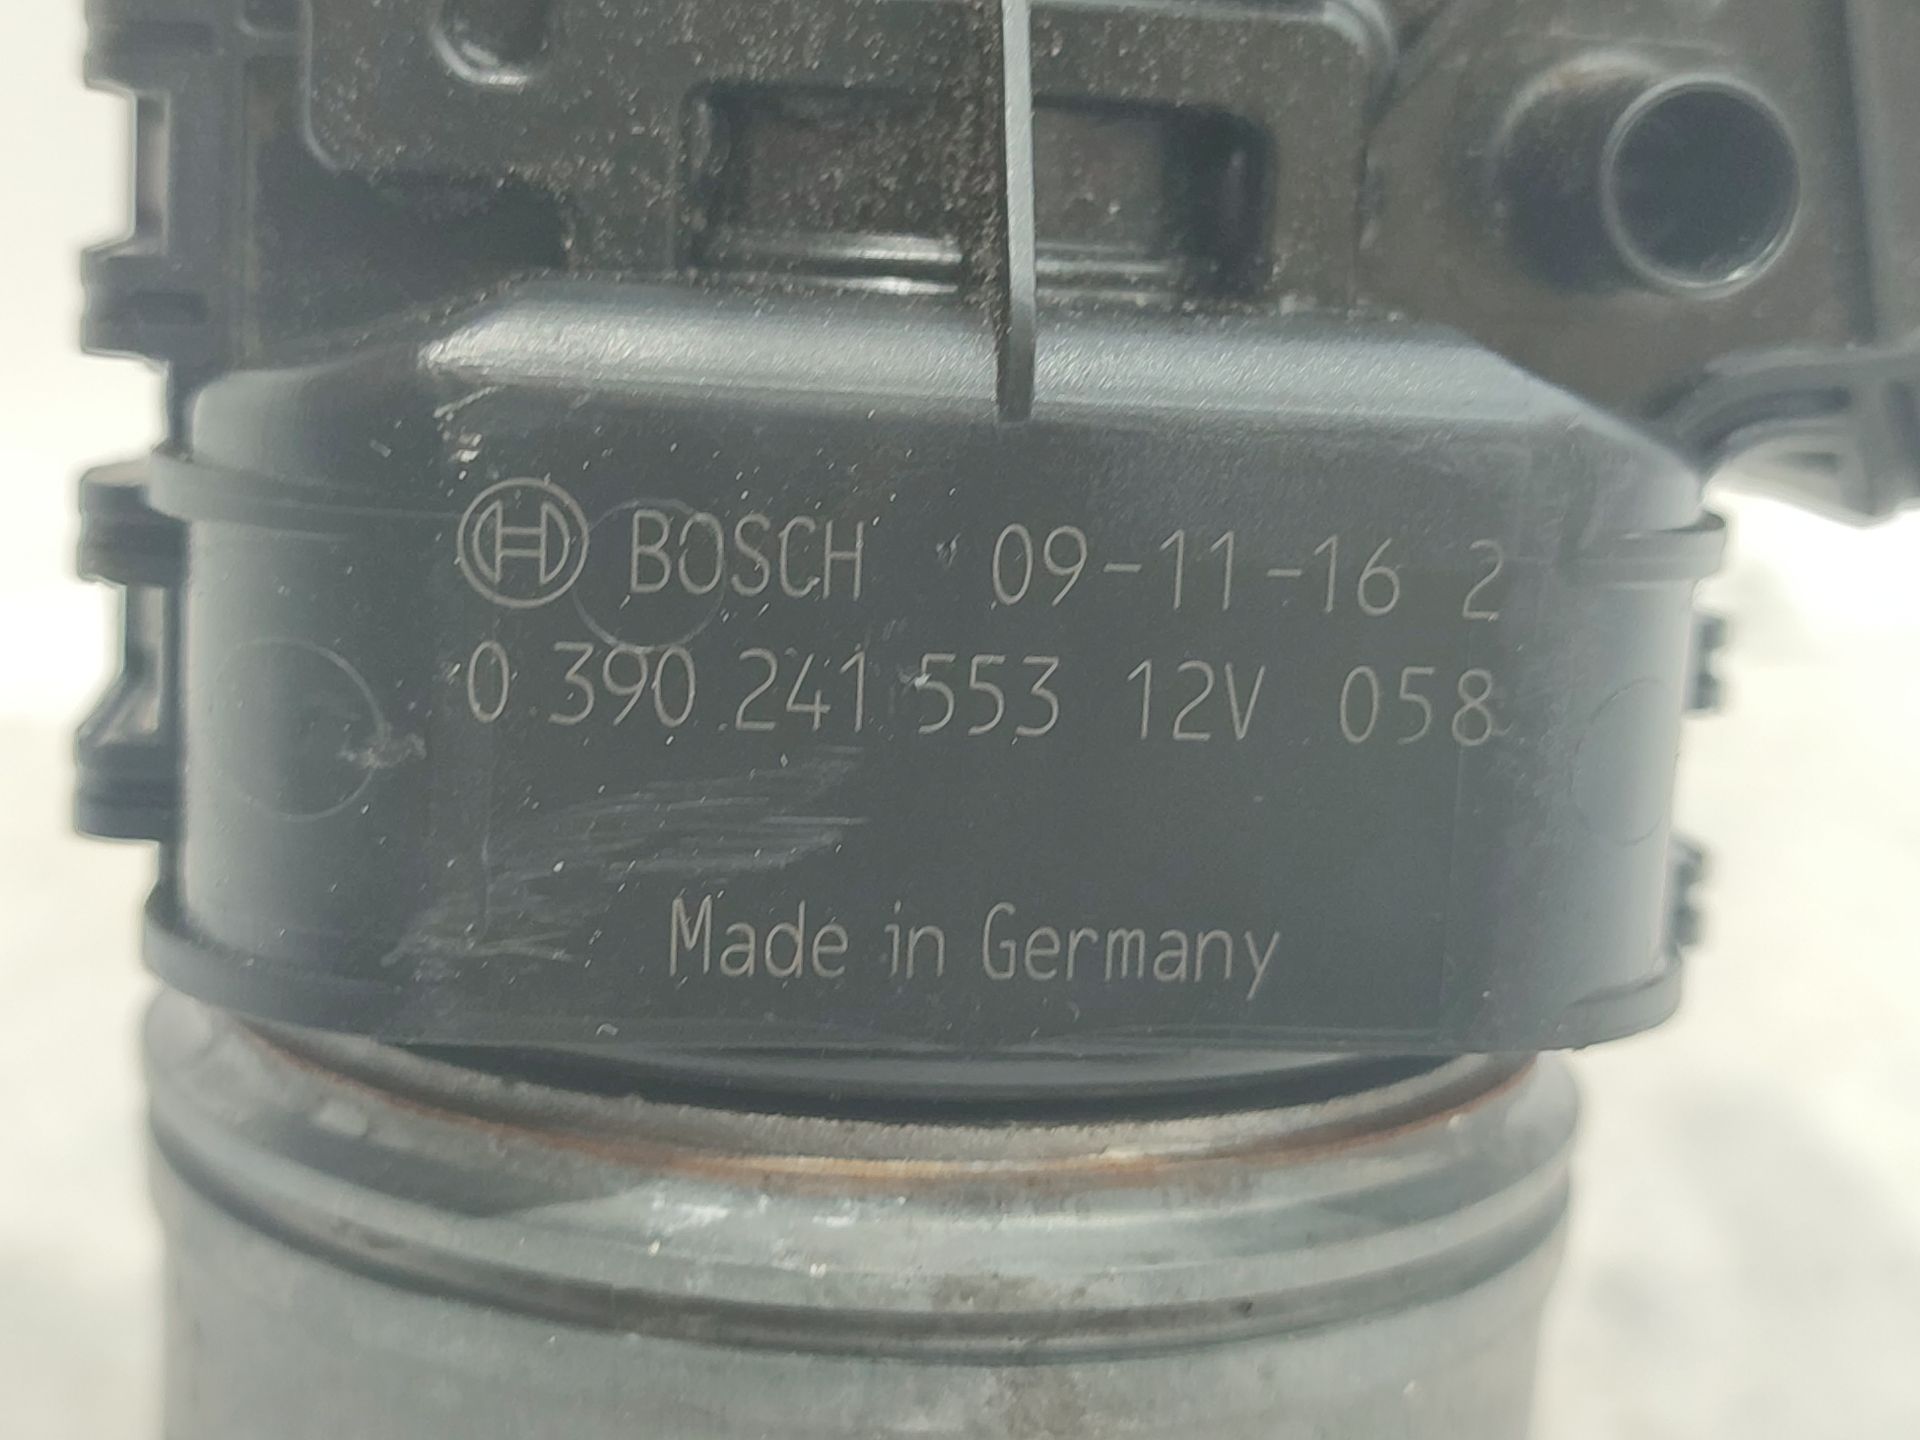 BOSCH 09-11-16 2
0 390 241 553 12V 058
Made in Germany